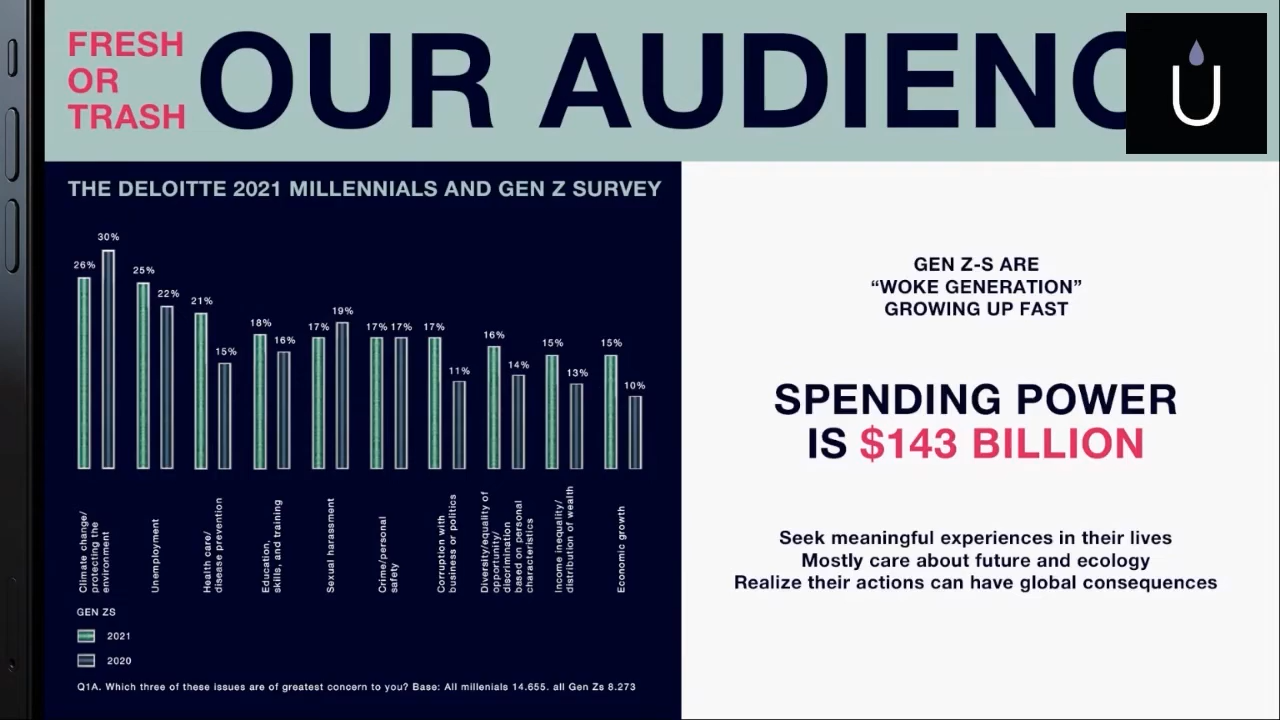 FRESH
OR
TRASH
OUR AUDIENC
U
THE DELOITTE 2021 MILLENNIALS AND GEN Z SURVEY
26%
30%
25%
22%
21%
15%
18%
16%
17%
19%
17%
17%
17%
11%
16%
14%
15%
13%
15%
10%
Climate change/
protecting the
environment
Unemployment
Health care/
disease prevention
Education,
skills, and training
Sexual harassment
Crime/personal
safety
Corruption with
business or politics
Diversity/equality of
opportunity/
discrimination
based on personal
characteristics
Income inequality/
distribution of wealth
Economic growth
GEN ZS
2021
2020
Q1A. Which three of these issues are of greatest concern to you? Base: All millenials 14.655. all Gen Zs 8.273
GEN Z-S ARE
“WOKE GENERATION”
GROWING UP FAST
SPENDING POWER
IS $143 BILLION
Seek meaningful experiences in their lives
Mostly care about future and ecology
Realize their actions can have global consequences